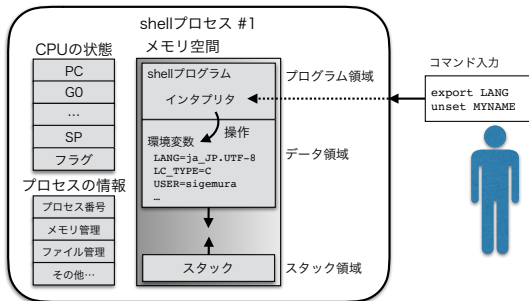 shellプロセス #1
CPUの状態
PC
G0
…
SP
フラグ
プロセスの情報
プロセス番号
メモリ管理
ファイル管理
その他…
メモリ空間
shellプログラム
インタプリタ
操作
環境変数
LANG=ja_JP.UTF-8
LC_TYPE=C
USER=sigemura
…
スタック
プログラム領域
データ領域
スタック領域
コマンド入力
export LANG
unset MYNAME